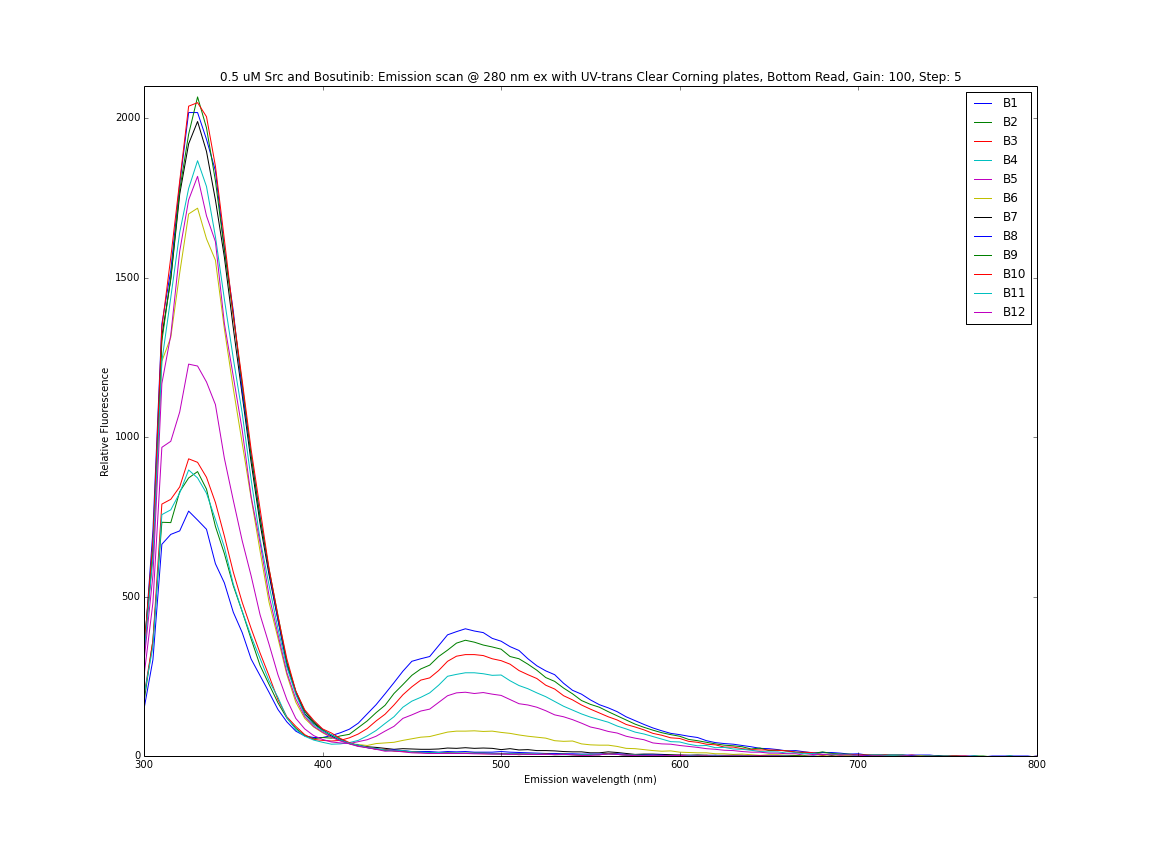 0.5 uM Src and Bosutinib: Emission scan @ 280 nm ex with UV-trans Clear Corning plates, Bottom Read, Gain: 100, Step: 5
B1
B2
B3
B4
B5
B6
B7
B8
B9
B10
B11
B12
2000
1500
1000
500
0
Relative Fluorescence
300
400
500
600
700
800
Emission wavelength (nm)